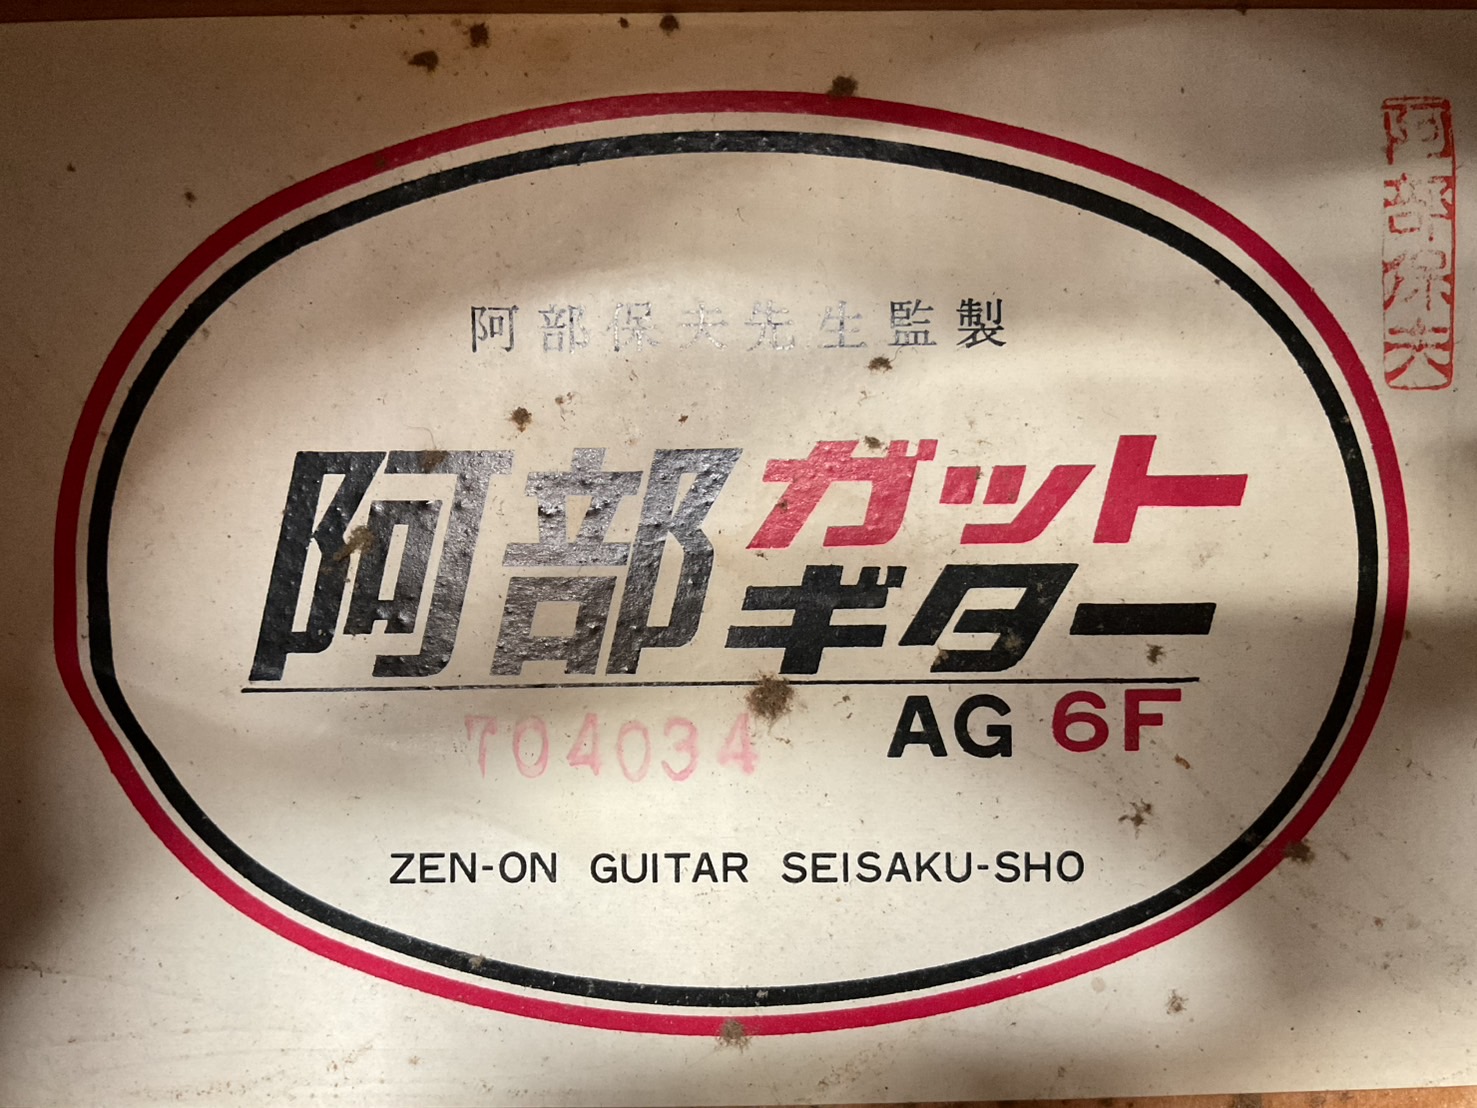 阿部保夫先生監製
阿部保夫
阿部 ガット
ギター
AG 6F
704034
ZEN-ON GUITAR SEISAKU-SHO